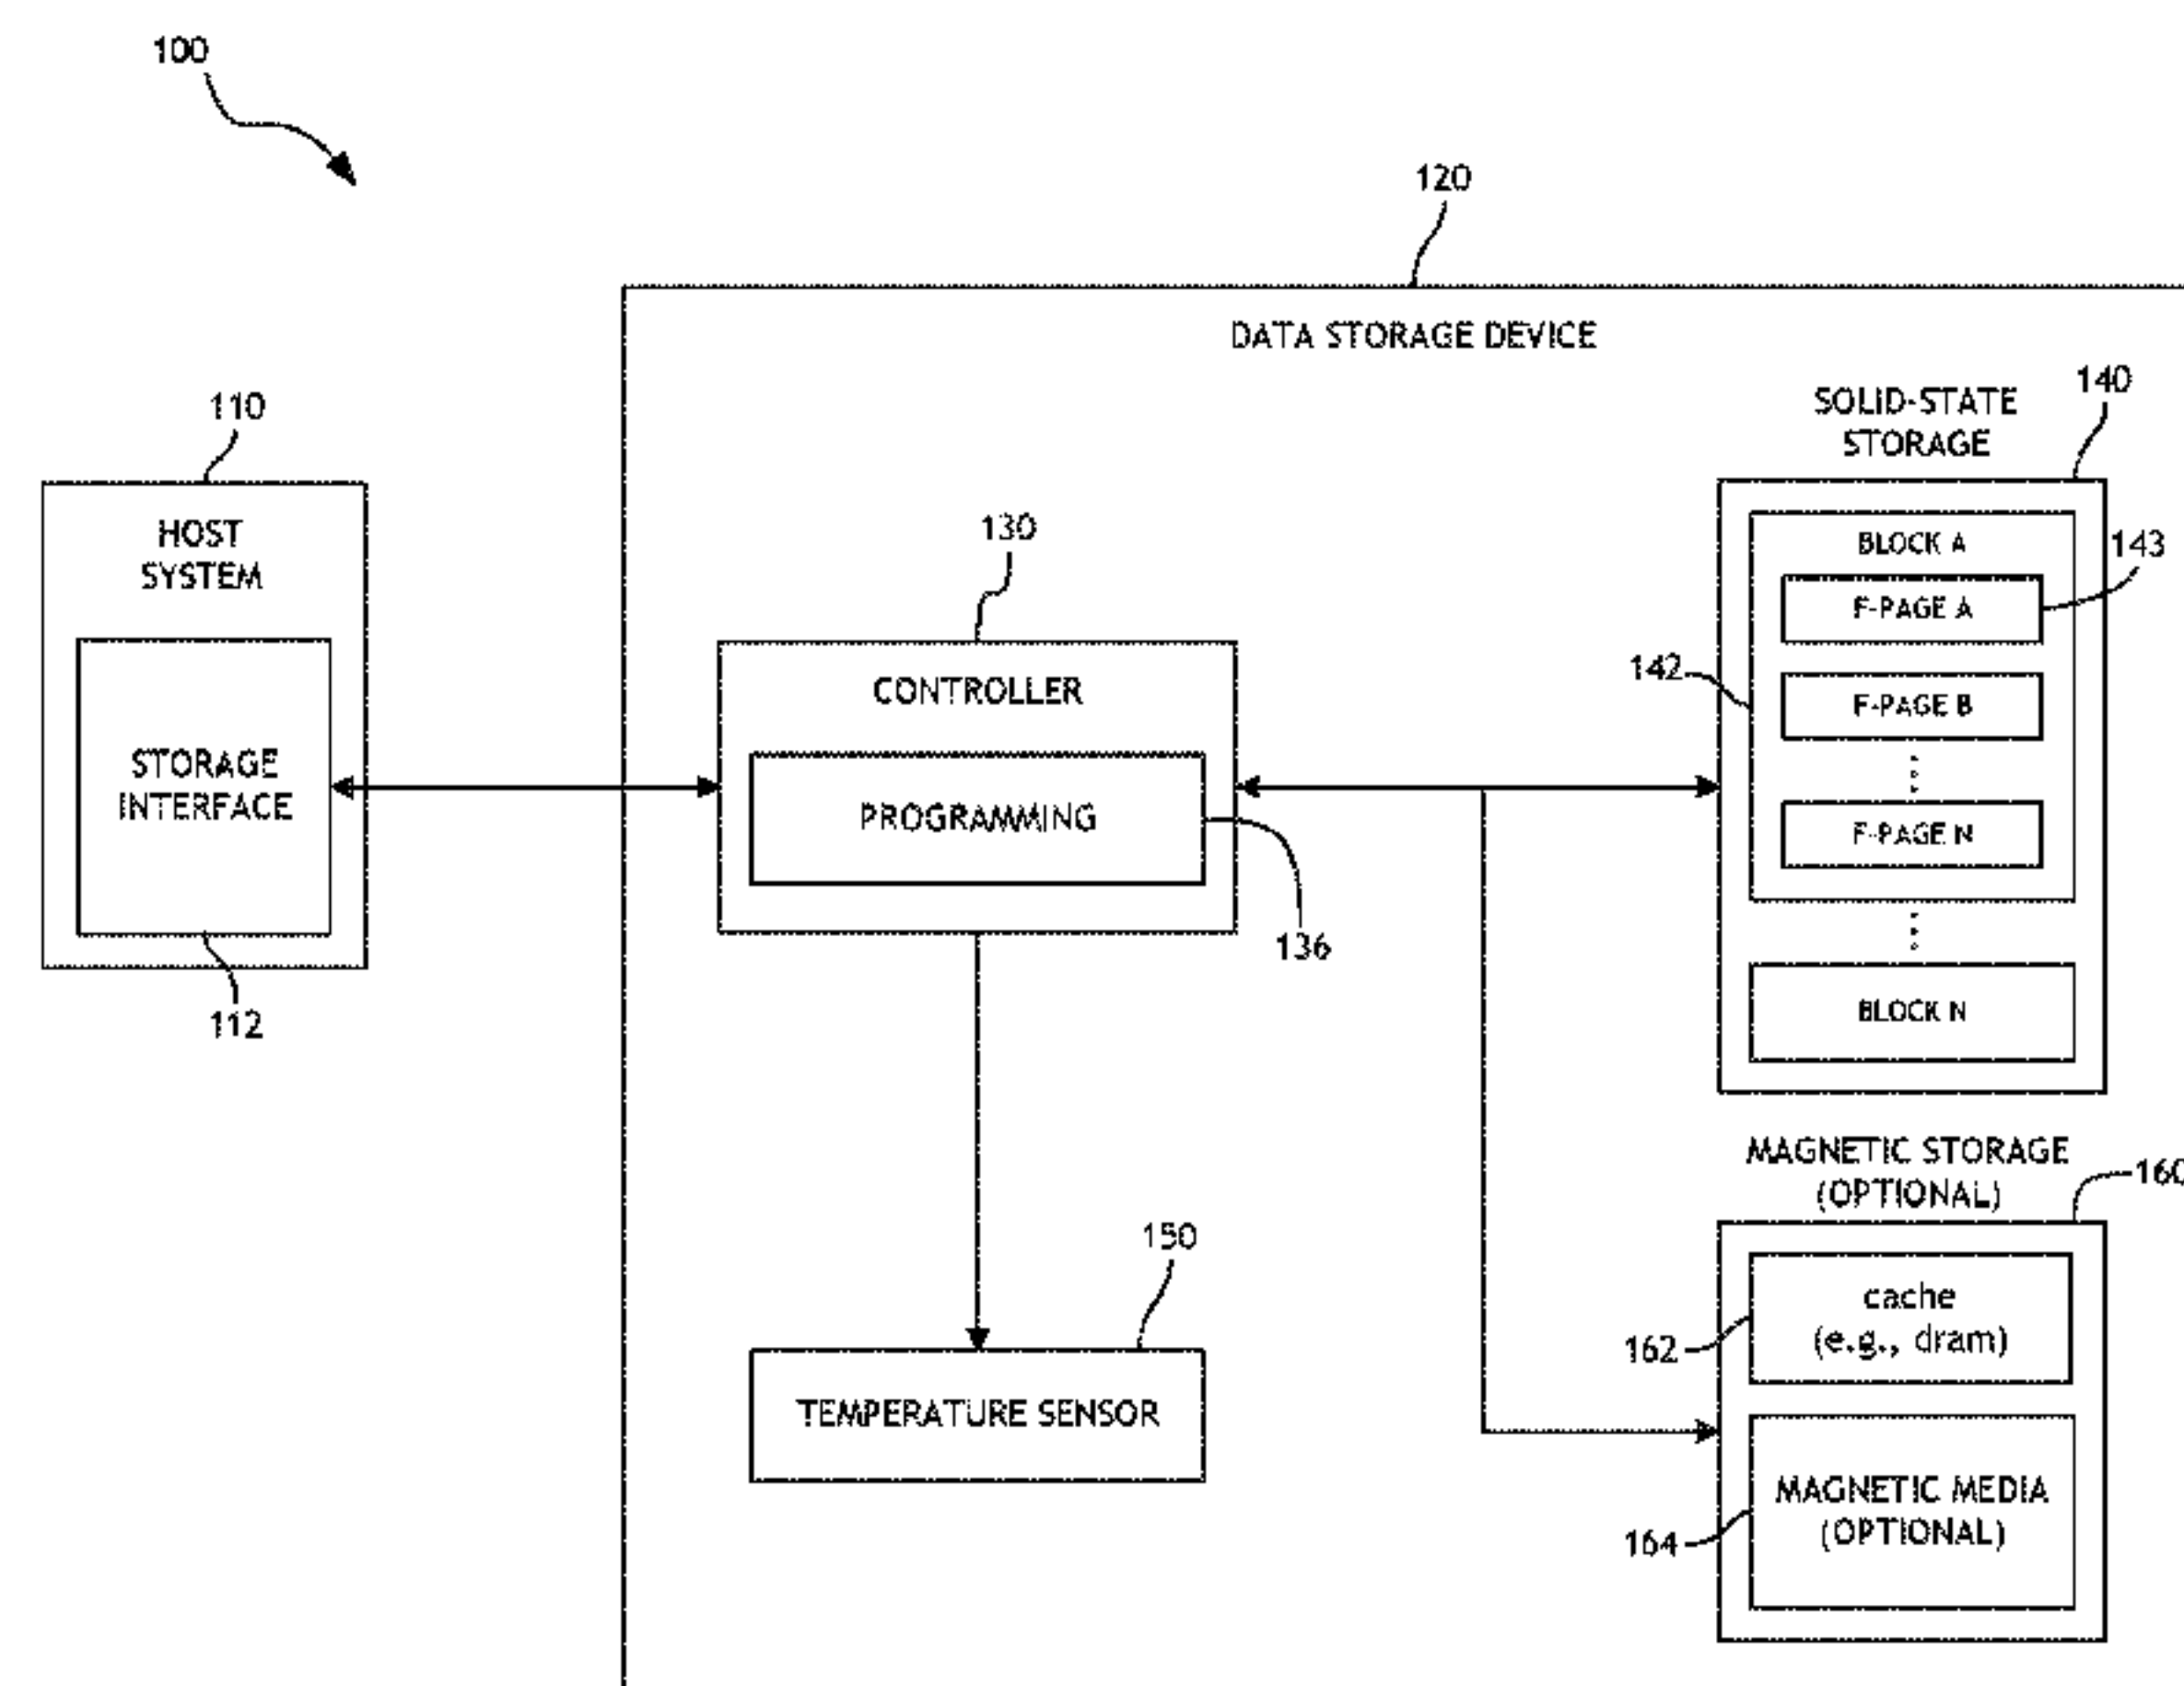 100
120
DATA STORAGE DEVICE
110
HOST
SYSTEM
STORAGE
INTERFACE
112
130
CONTROLLER
PROGRAMMING
136
150
TEMPERATURE SENSOR
SOLID-STATE
STORAGE
140
BLOCK A
143
F-PAGE A
142
F-PAGE B
F-PAGE N
BLOCK N
MAGNETIC STORAGE
(OPTIONAL)
160
cache
(e.g., dram)
162
MAGNETIC MEDIA
(OPTIONAL)
164